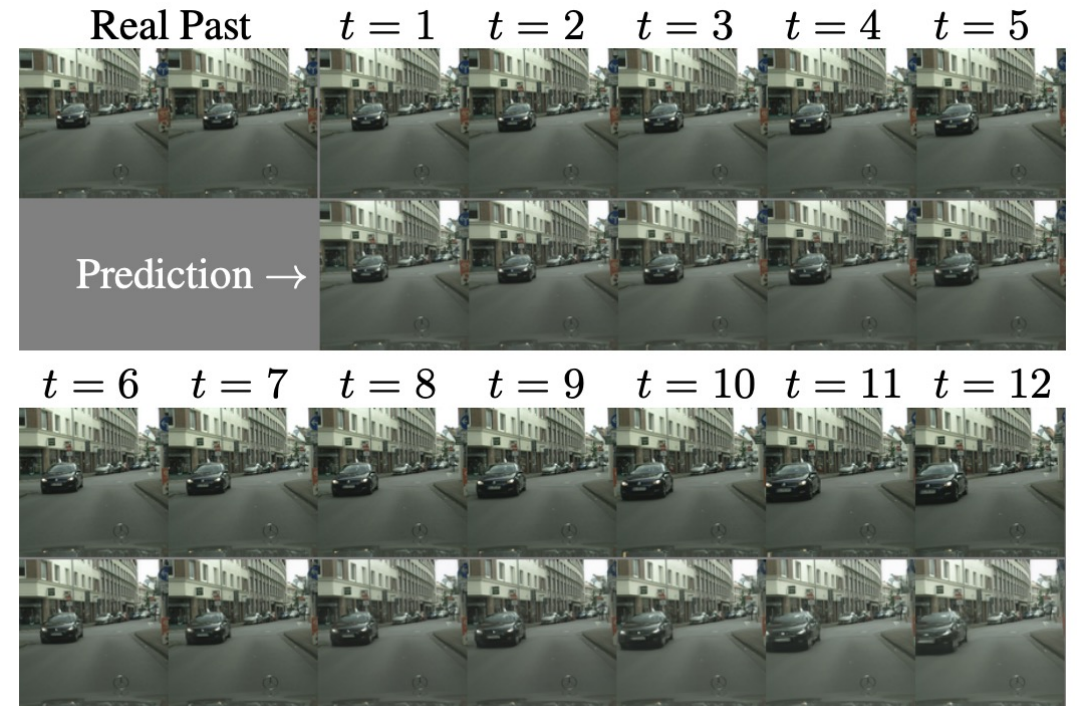 Real Past t = 1 t = 2 t = 3 t = 4 t = 5
Prediction →
t = 6 t = 7 t = 8 t = 9 t = 10 t = 11 t = 12